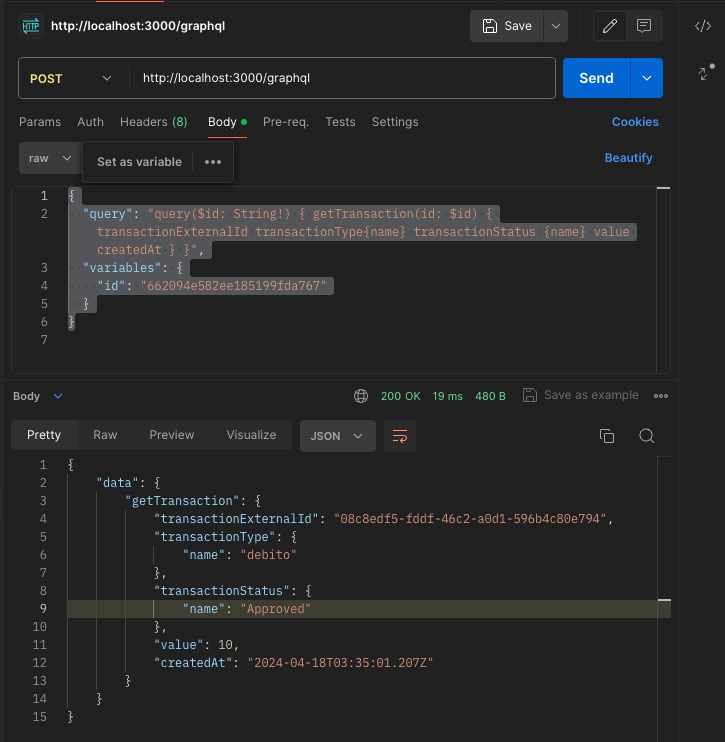 HTTP http://localhost:3000/graphql Save
POST http://localhost:3000/graphql Send
Params Auth Headers (8) Body Pre-req. Tests Settings Cookies
raw Set as variable ••• Beautify
1 {
2 "query": "query($id: String!) { getTransaction(id: $id) {
transactionExternalId transactionType{name} transactionStatus {name} value
createdAt } }",
3 "variables": {
4 "id": "662094e582ee185199fda767"
5 }
6 }
7
Body 200 OK 19 ms 480 B Save as example •••
Pretty Raw Preview Visualize JSON
1 {
2 "data": {
3 "getTransaction": {
4 "transactionExternalId": "08c8edf5-fddf-46c2-a0d1-596b4c80e794",
5 "transactionType": {
6 "name": "debito"
7 },
8 "transactionStatus": {
9 "name": "Approved"
10 },
11 "value": 10,
12 "createdAt": "2024-04-18T03:35:01.207Z"
13 }
14 }
15 }